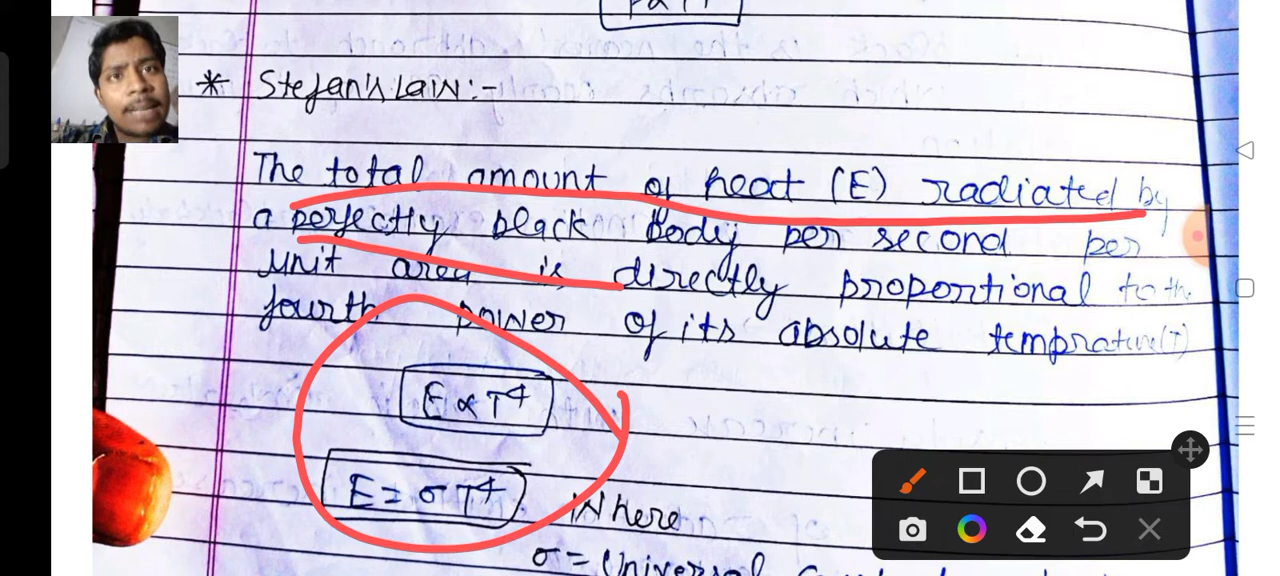 * Stefan's Law:-
The total amount of heat (E) radiated by
a perfectly black body per second per
unit area is directly proportional to th
fourth power of its absolute temprature(T)
E ∝ T⁴
E = σT⁴ where
σ = Universal